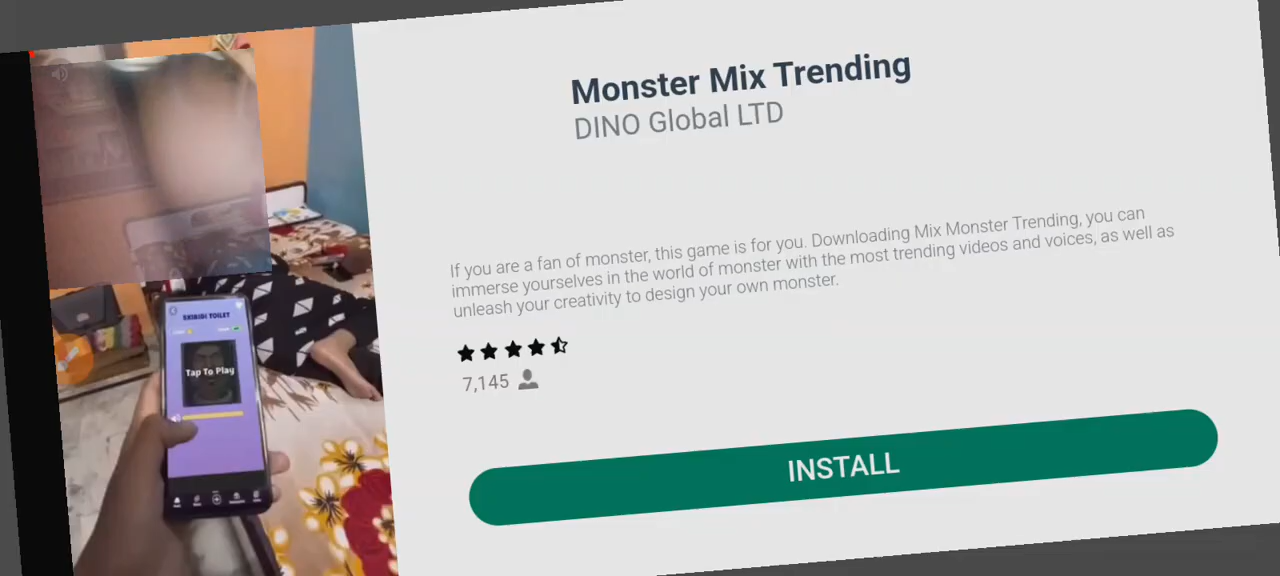 Monster Mix Trending
DINO Global LTD
If you are a fan of monster, this game is for you. Downloading Mix Monster Trending, you can
immerse yourselves in the world of monster with the most trending videos and voices, as well as
unleash your creativity to design your own monster.
7,145
INSTALL
SKIBIDI TOILET
Tap To Play